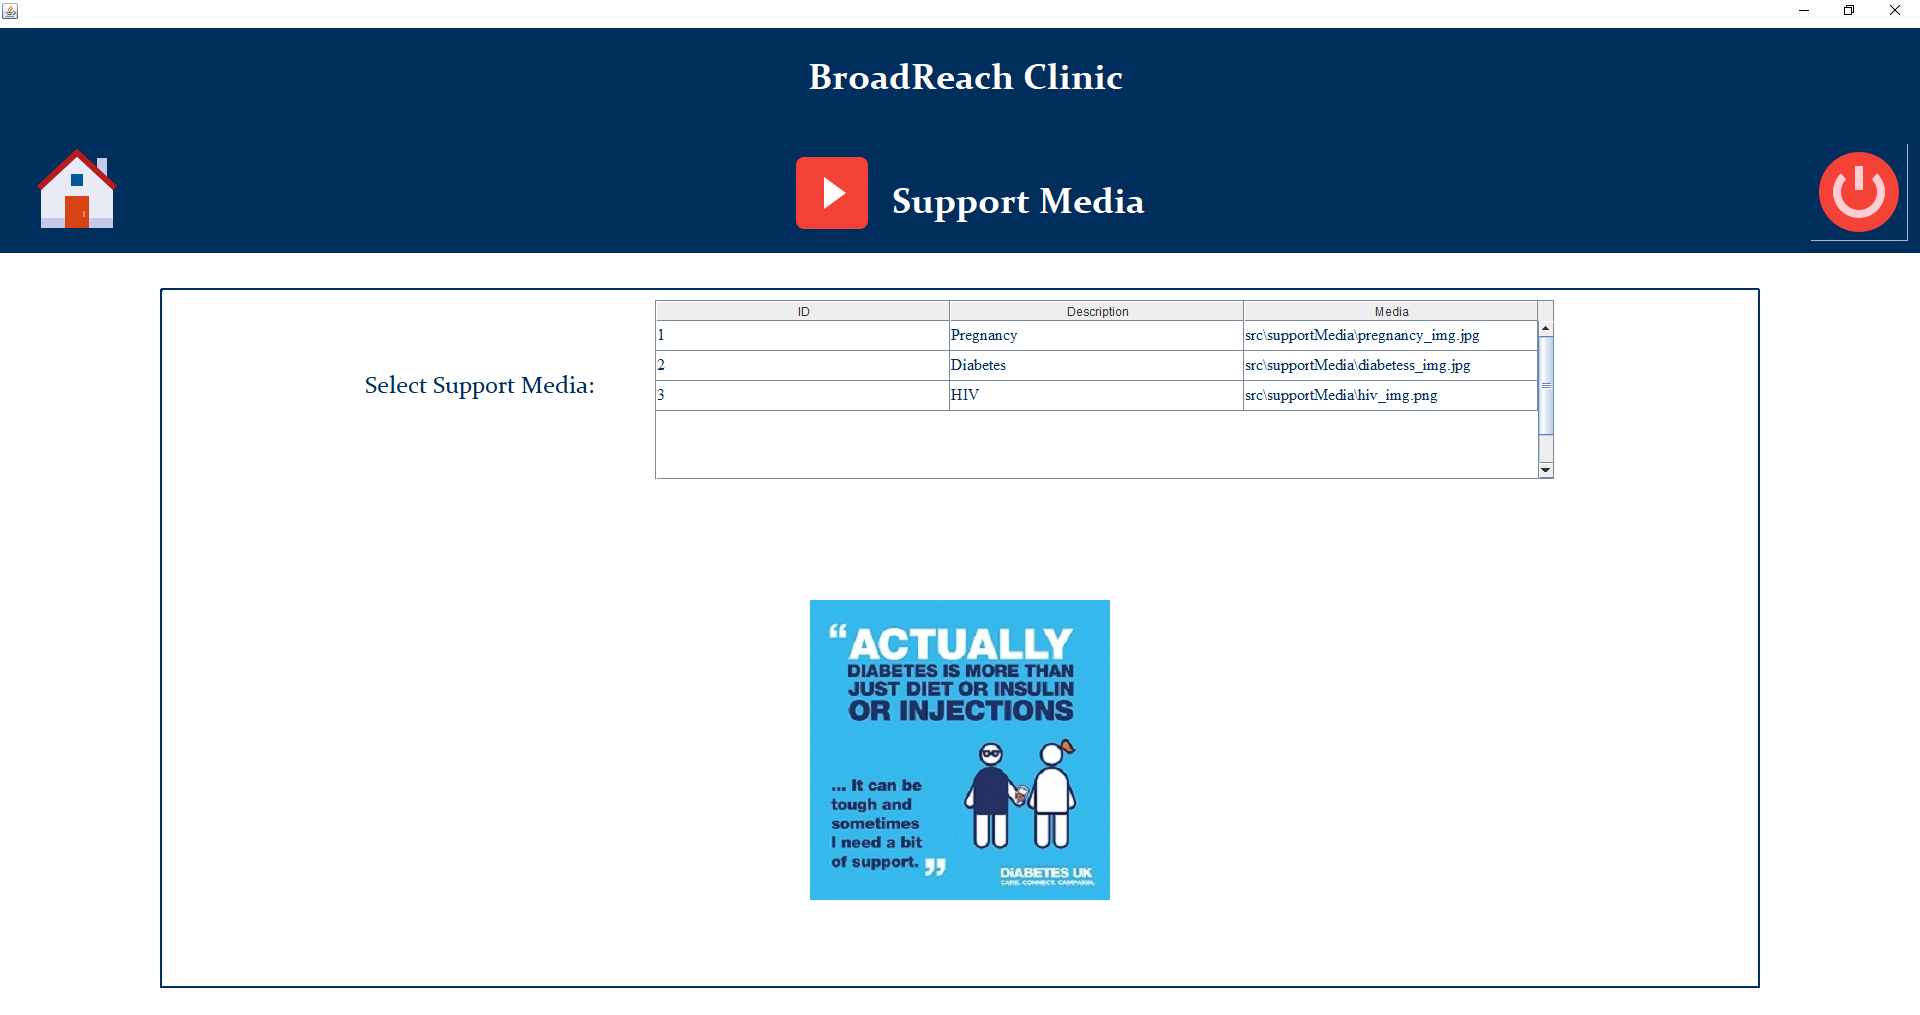 BroadReach Clinic
Support Media
Select Support Media:
ID Description Media
1 Pregnancy src\supportMedia\pregnancy_img.jpg
2 Diabetes src\supportMedia\diabetess_img.jpg
3 HIV src\supportMedia\hiv_img.png
“ACTUALLY
DIABETES IS MORE THAN
JUST DIET OR INSULIN
OR INJECTIONS
... It can be
tough and
sometimes
I need a bit
of support. ”
DiABETES UK
CARE. CONNECT. CAMPAIGN.